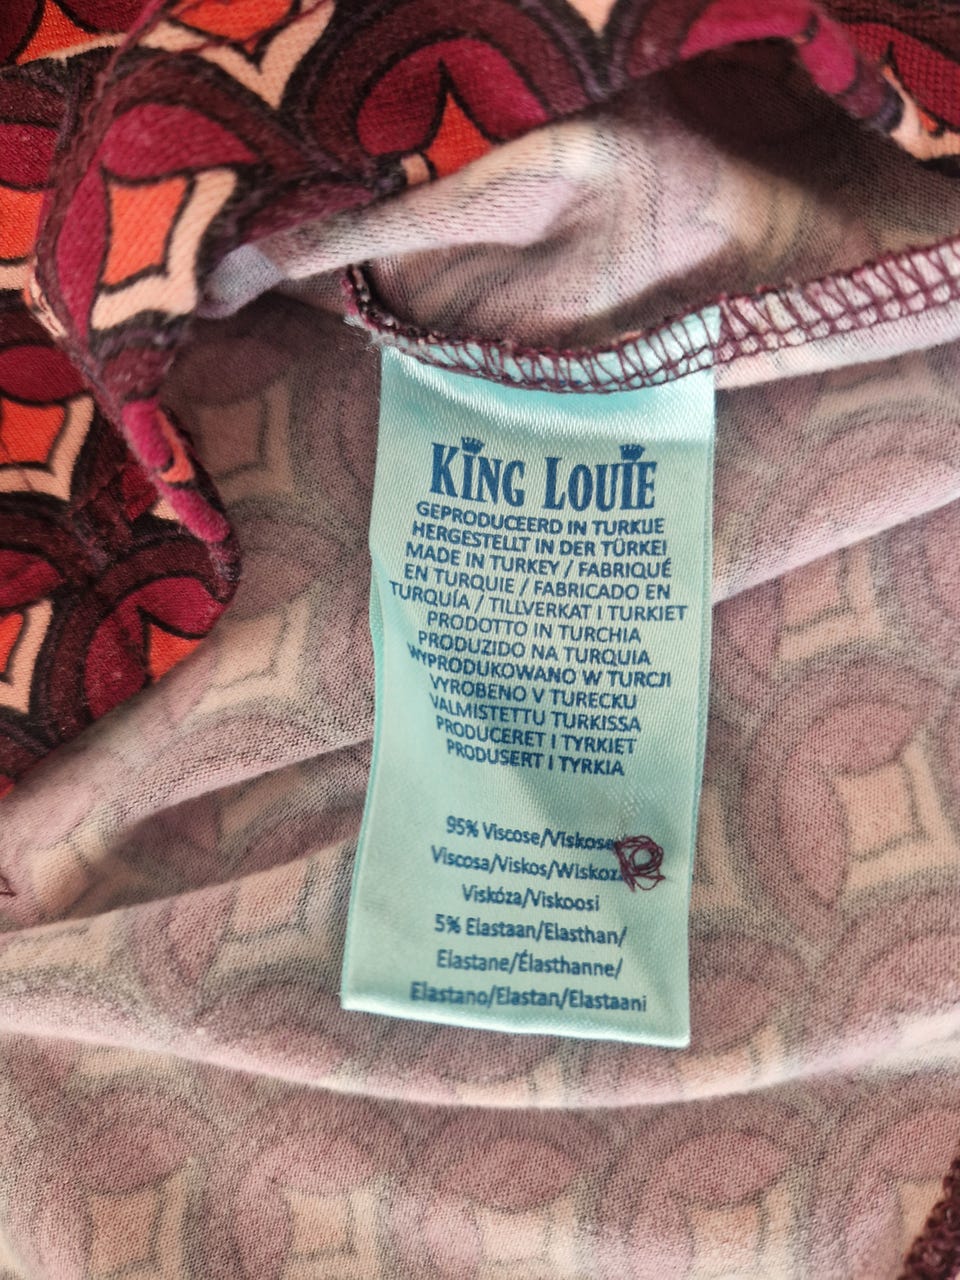 KING LOUIE
GEPRODUCEERD IN TURKIJE
HERGESTELLT IN DER TÜRKEI
MADE IN TURKEY / FABRIQUÉ
EN TURQUIE / FABRICADO EN
TURQUÍA / TILLVERKAT I TURKIET
PRODOTTO IN TURCHIA
PRODUZIDO NA TURQUIA
WYPRODUKOWANO W TURCJI
VYROBENO V TURECKU
VALMISTETTU TURKISSA
PRODUCERET I TYRKIET
PRODUSERT I TYRKIA
95% Viscose/Viskose
Viscosa/Viskos/Wiskoz
Viskóza/Viskoosi
5% Elastaan/Elasthan/
Elastane/Élasthanne/
Elastano/Elastan/Elastaani